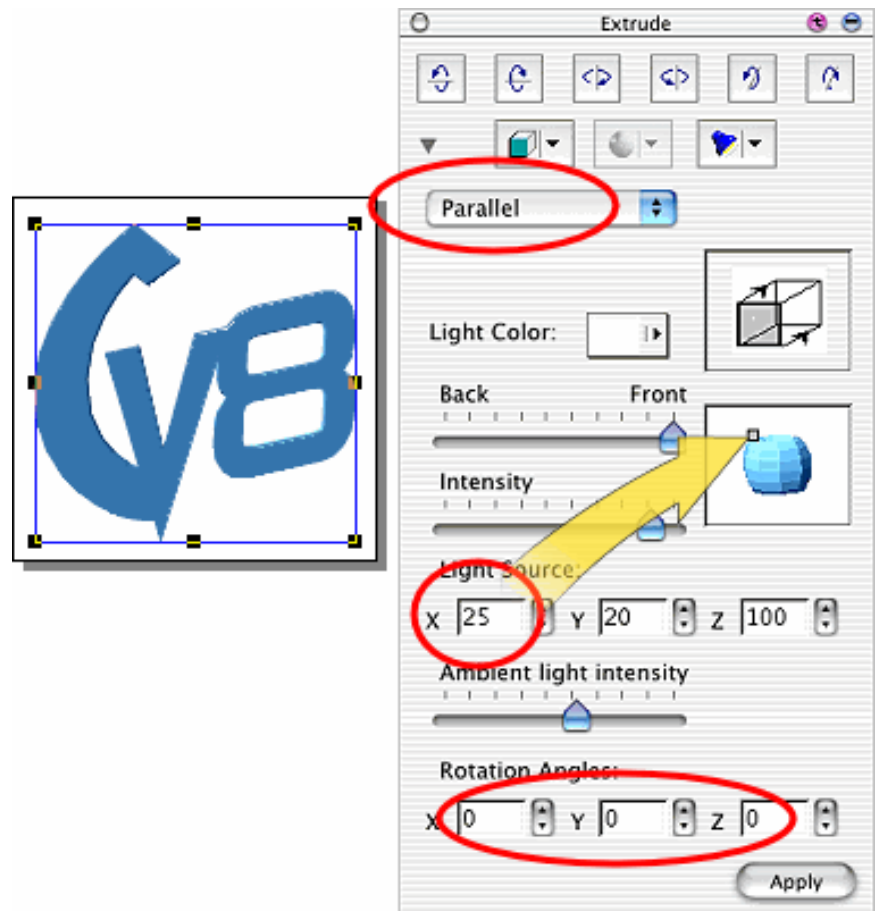 Extrude
Parallel
Light Color:
Back Front
Intensity
Light Source:
X 25 Y 20 Z 100
Ambient light intensity
Rotation Angles:
X 0 Y 0 Z 0
Apply
CV8